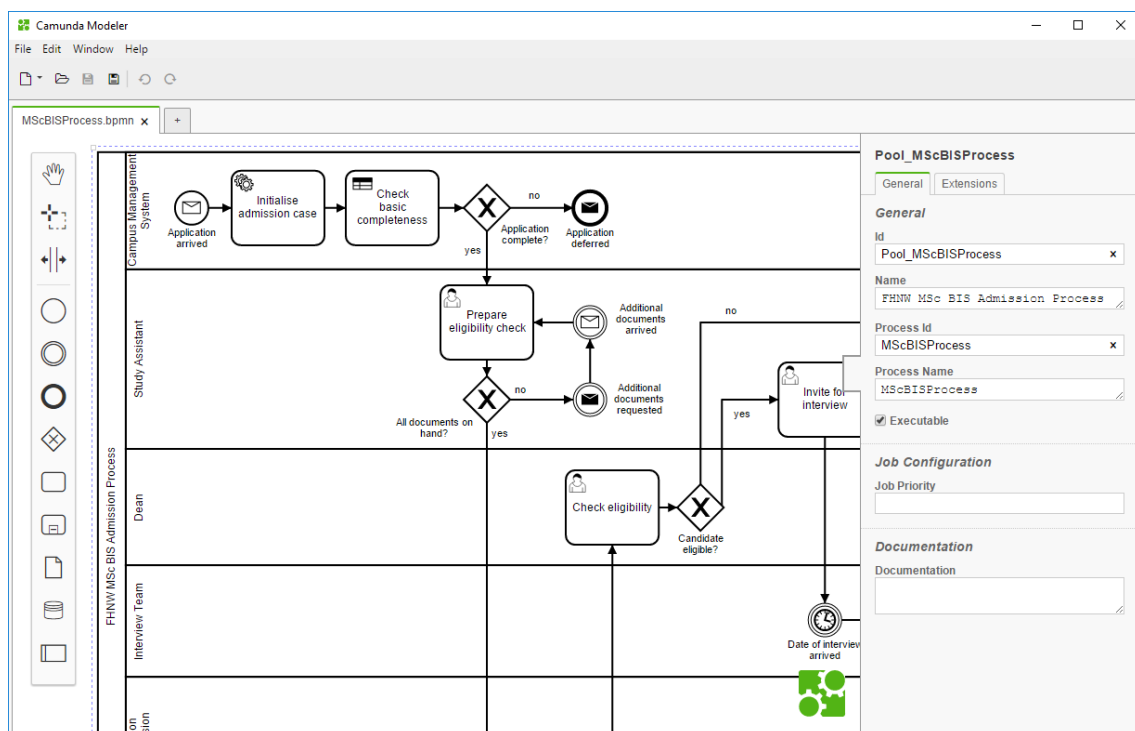 Camunda Modeler
File Edit Window Help
MScBISProcess.bpmn x
+
Campus Management
System
Application
arrived
Initialise
admission case
Check
basic
completeness
Application
complete?
no
yes
Application
deferred
Study Assistant
Prepare
eligibility check
Additional
documents
arrived
no
Additional
documents
requested
All documents on
hand?
yes
no
yes
Invite for
interview
FHNW MSc BIS Admission Process
Dean
Check eligibility
Candidate
eligible?
Interview Team
Date of interview
arrived
on
sion
Pool_MScBISProcess
General
Extensions
General
Id
Pool_MScBISProcess x
Name
FHNW MSc BIS Admission Process
Process Id
MScBISProcess x
Process Name
MScBISProcess
Executable
Job Configuration
Job Priority
Documentation
Documentation